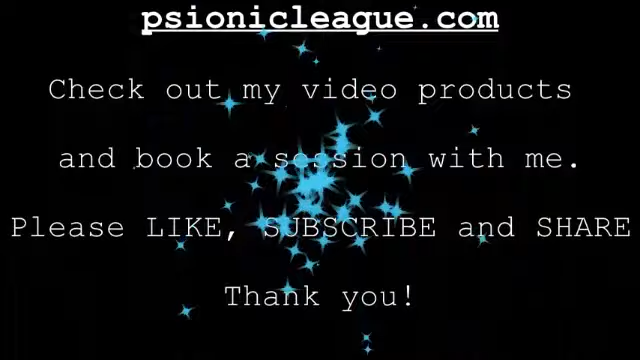 psionicleague.com
Check out my video products
and book a session with me.
Please LIKE, SUBSCRIBE and SHARE
Thank you!